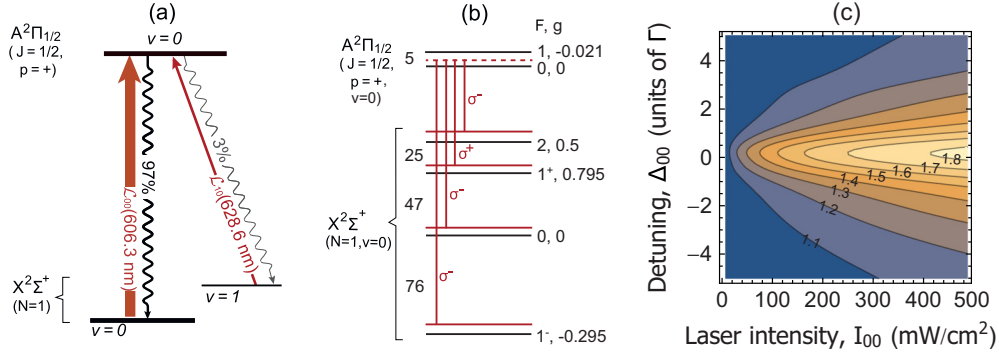 (a)
A²Π1/2
(J = 1/2,
p = +)
v = 0
97%
3%
ℒ00(606.3 nm)
ℒ10(628.6 nm)
X²Σ⁺
(N=1)
v = 1
v = 0
(b)
F, g
A²Π1/2
(J = 1/2,
p = +,
v=0)
5
1, -0.021
0, 0
σ⁻
25
2, 0.5
σ⁺
1⁺, 0.795
47
σ⁻
X²Σ⁺
(N=1,v=0)
0, 0
76
σ⁻
1⁻, -0.295
(c)
Detuning, Δ00 (units of Γ)
4
2
0
−2
−4
1.1
1.2
1.3
1.4
1.5
1.6
1.7
1.8
0 100 200 300 400 500
Laser intensity, I00 (mW/cm²)